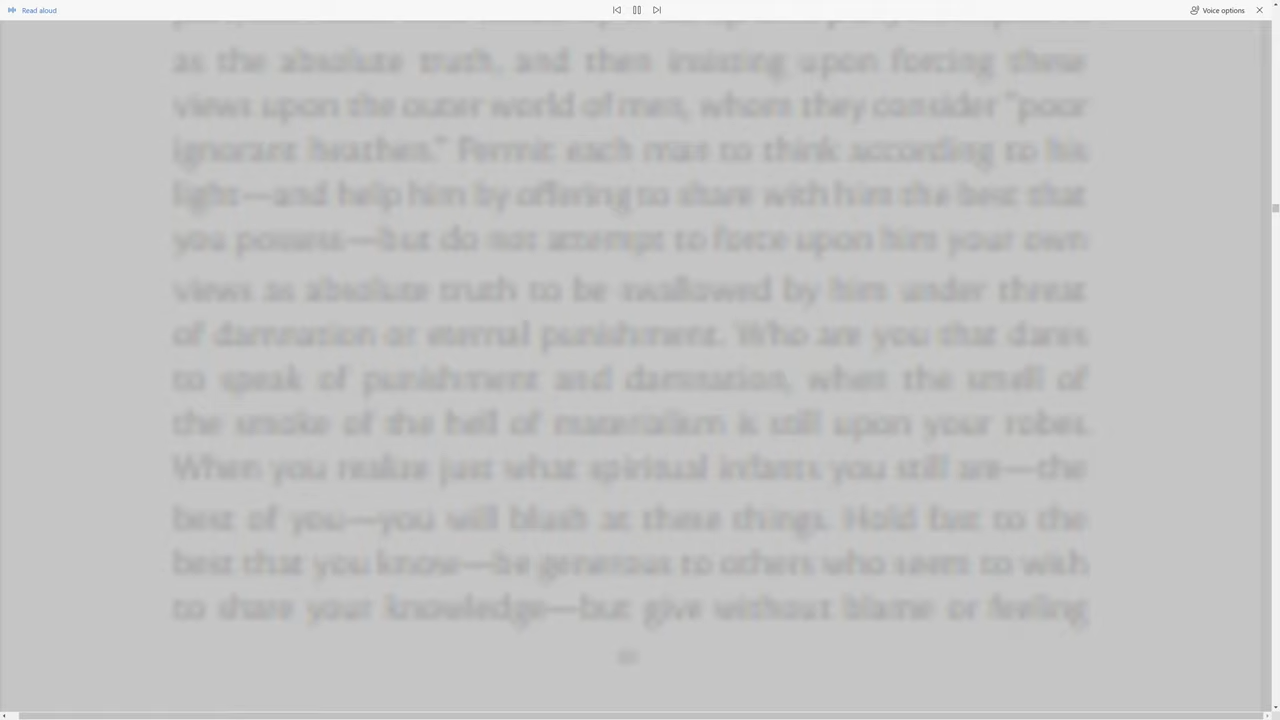 Read aloud
Voice options
as the absolute truth, and then insisting upon forcing these
views upon the outer world of men, whom they consider "poor
ignorant heathen." Permit each man to think according to his
light—and help him by offering to share with him the best that
you possess—but do not attempt to force upon him your own
views as absolute truth to be swallowed by him under threat
of damnation or eternal punishment. Who are you that dares
to speak of punishment and damnation, when the smell of
the smoke of the hell of materialism is still upon your robes.
When you realize just what spiritual infants you still are—the
best of you—you will blush at these things. Hold fast to the
best that you know—be generous to others who seem to wish
to share your knowledge—but give without blame or feeling